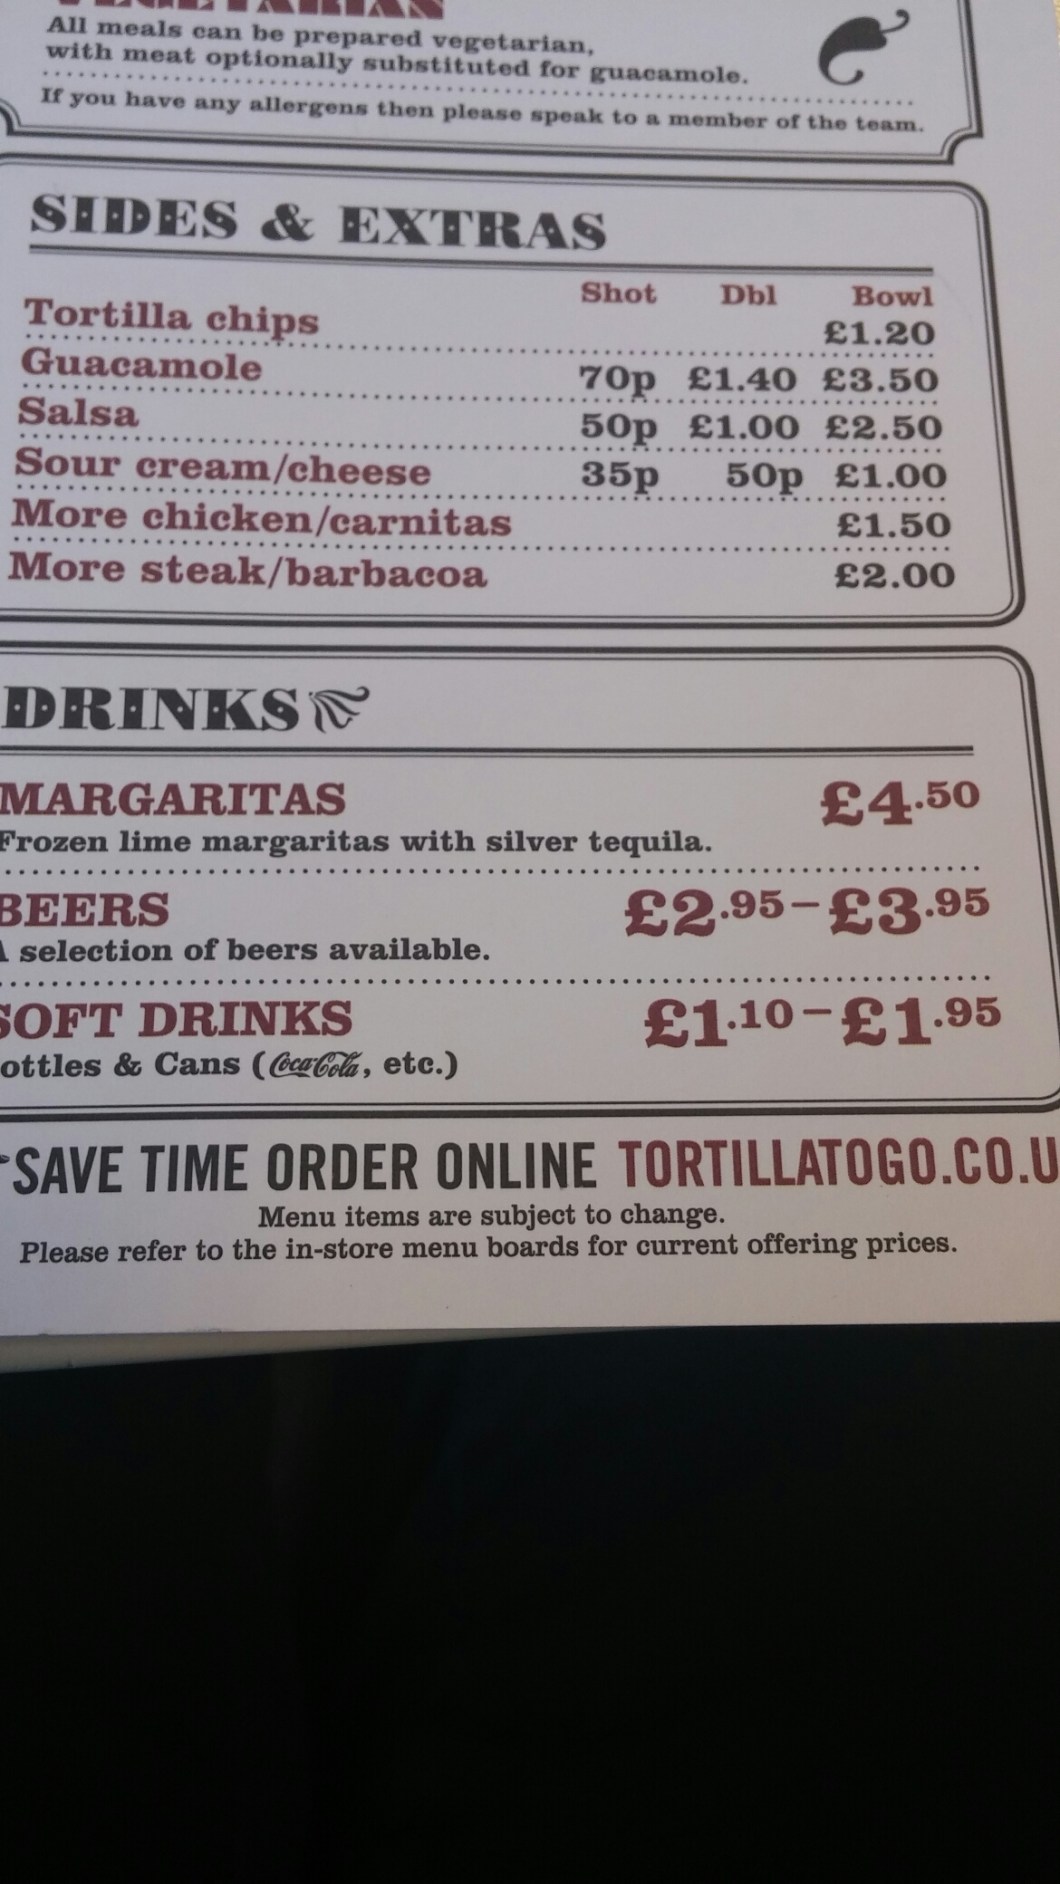 VEGETARIAN
All meals can be prepared vegetarian,
with meat optionally substituted for guacamole.
If you have any allergens then please speak to a member of the team.
SIDES & EXTRAS
Shot Dbl Bowl
Tortilla chips £1.20
Guacamole 70p £1.40 £3.50
Salsa 50p £1.00 £2.50
Sour cream/cheese 35p 50p £1.00
More chicken/carnitas £1.50
More steak/barbacoa £2.00
DRINKS
MARGARITAS £4.50
Frozen lime margaritas with silver tequila.
BEERS £2.95–£3.95
A selection of beers available.
SOFT DRINKS £1.10–£1.95
ottles & Cans (Coca-Cola, etc.)
SAVE TIME ORDER ONLINE TORTILLATOGO.CO.U
Menu items are subject to change.
Please refer to the in-store menu boards for current offering prices.